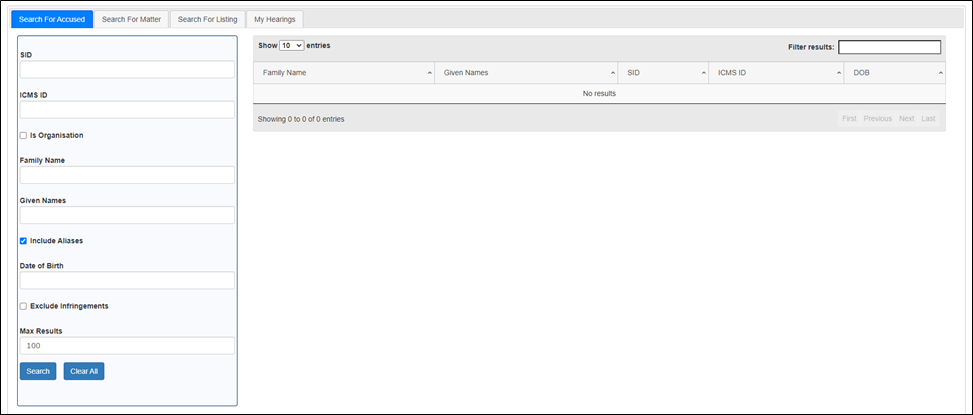 Search For Accused Search For Matter Search For Listing My Hearings
SID
ICMS ID
Is Organisation
Family Name
Given Names
Include Aliases
Date of Birth
Exclude Infringements
Max Results
100
Search Clear All
Show 10 entries Filter results:
Family Name Given Names SID ICMS ID DOB
No results
Showing 0 to 0 of 0 entries First Previous Next Last